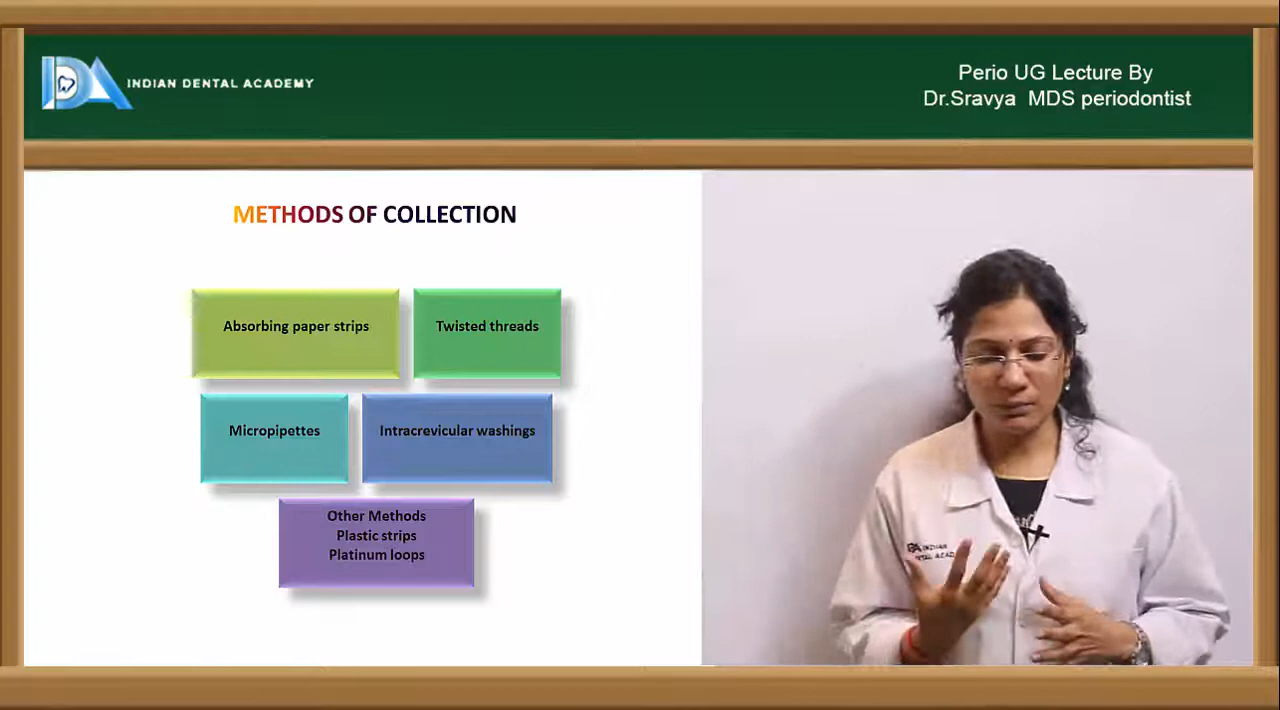 INDIAN DENTAL ACADEMY
Perio UG Lecture By
Dr.Sravya MDS periodontist
METHODS OF COLLECTION
Absorbing paper strips
Twisted threads
Micropipettes
Intracrevicular washings
Other Methods
Plastic strips
Platinum loops